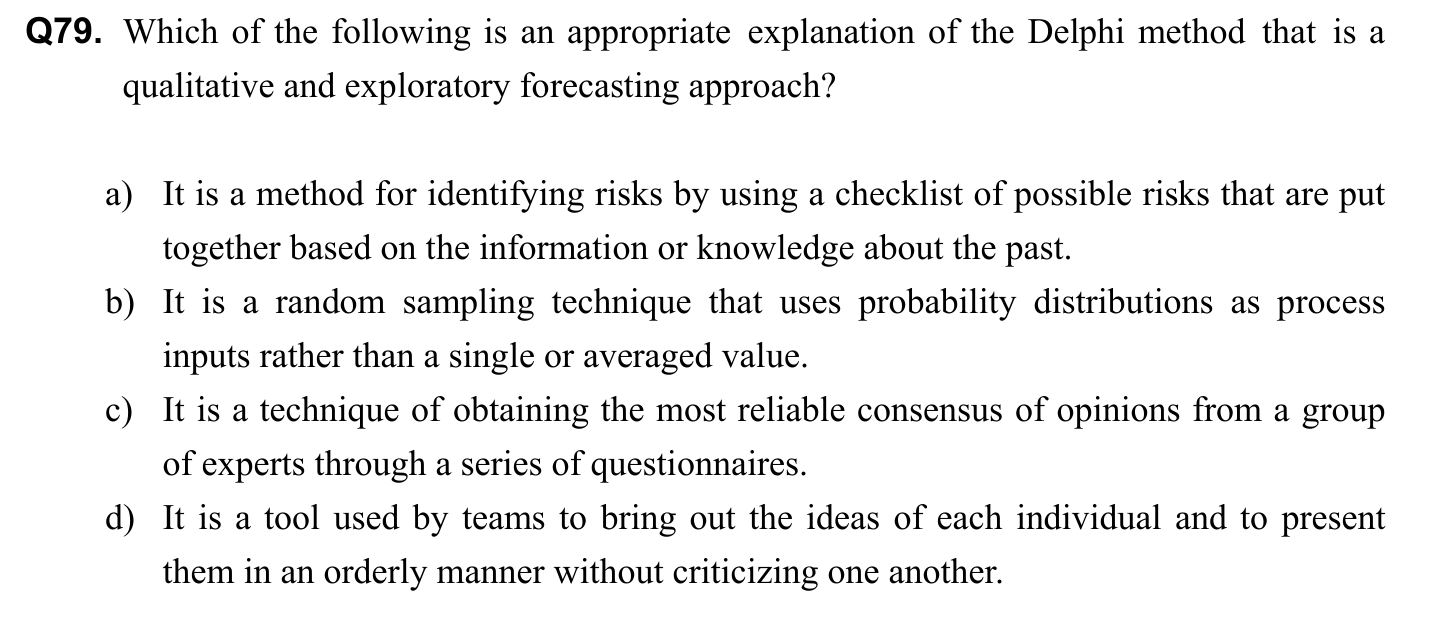 Q79. Which of the following is an appropriate explanation of the Delphi method that is a
qualitative and exploratory forecasting approach?
a) It is a method for identifying risks by using a checklist of possible risks that are put
together based on the information or knowledge about the past.
b) It is a random sampling technique that uses probability distributions as process
inputs rather than a single or averaged value.
c) It is a technique of obtaining the most reliable consensus of opinions from a group
of experts through a series of questionnaires.
d) It is a tool used by teams to bring out the ideas of each individual and to present
them in an orderly manner without criticizing one another.